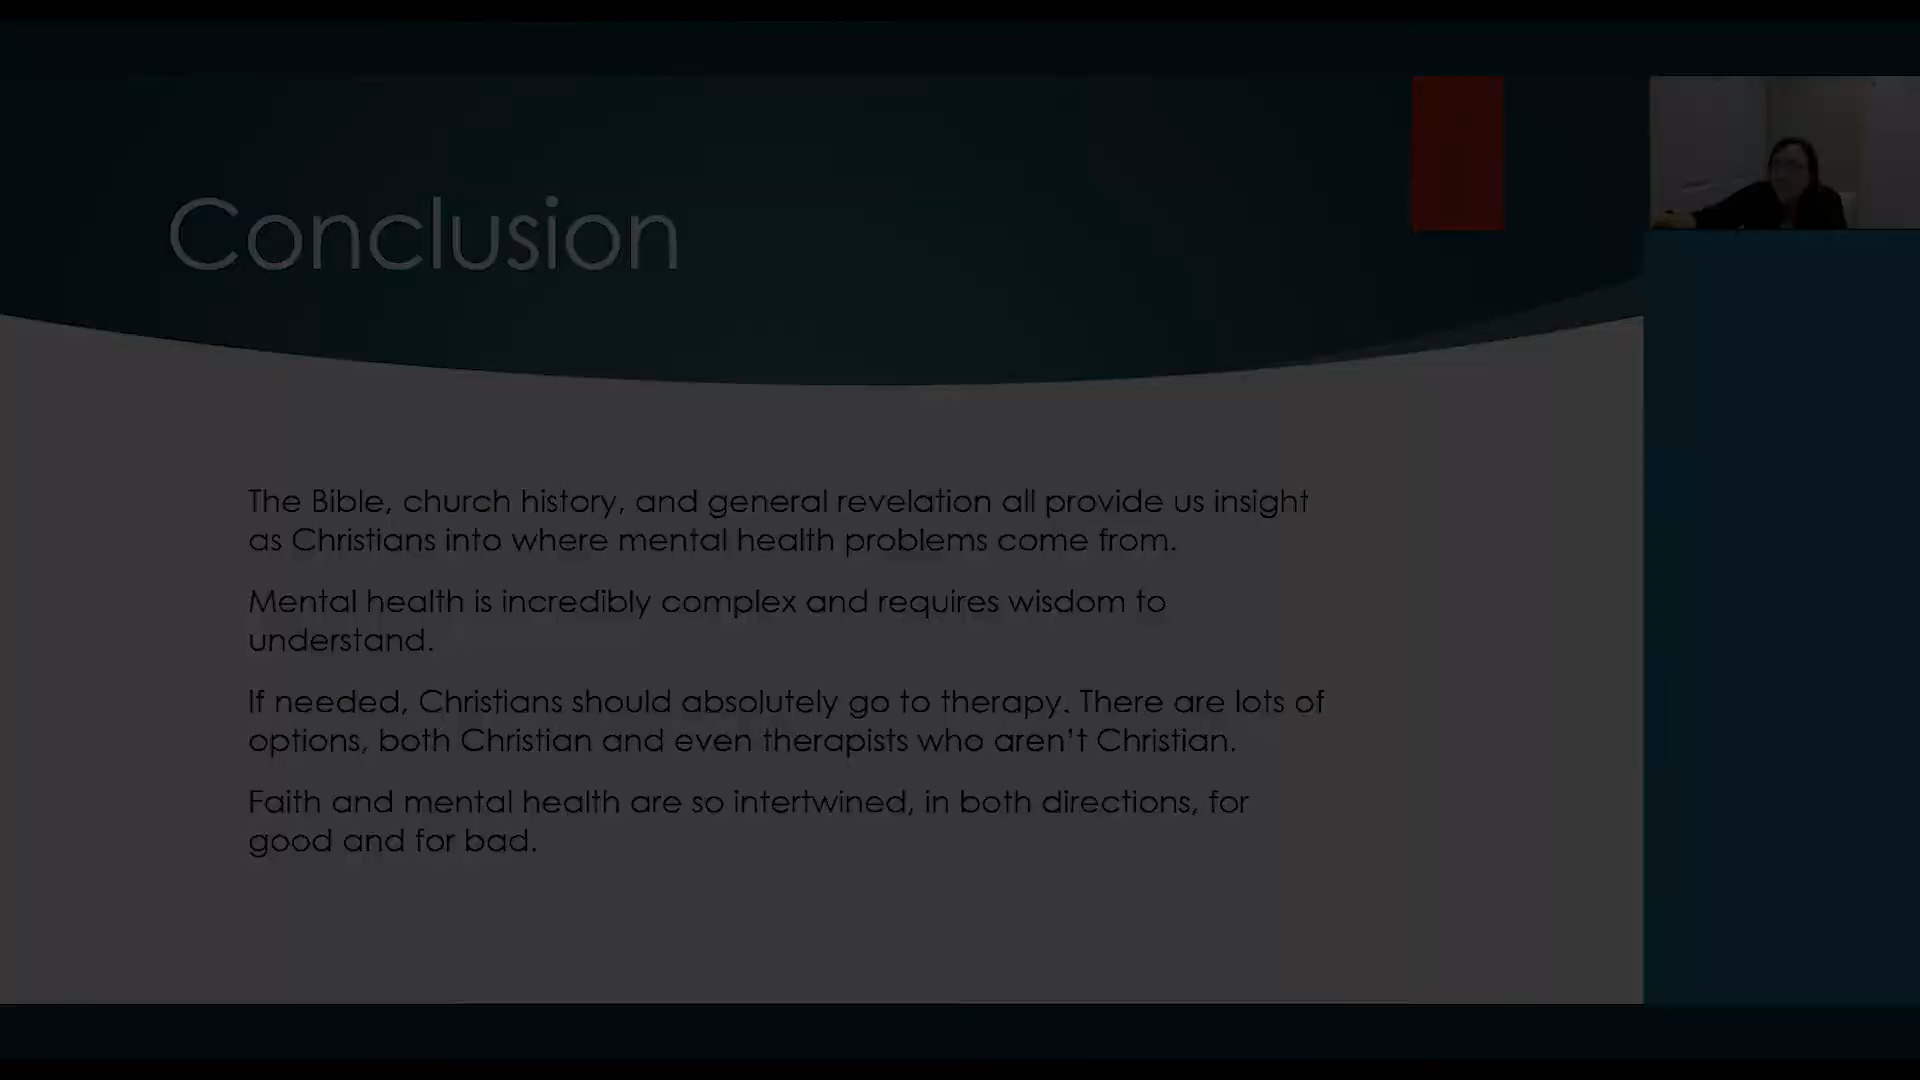 Conclusion
The Bible, church history, and general revelation all provide us insight
as Christians into where mental health problems come from.
Mental health is incredibly complex and requires wisdom to
understand.
If needed, Christians should absolutely go to therapy. There are lots of
options, both Christian and even therapists who aren’t Christian.
Faith and mental health are so intertwined, in both directions, for
good and for bad.